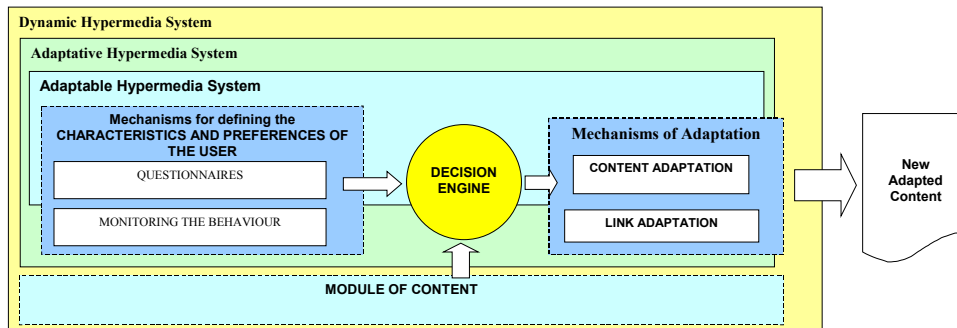 Dynamic Hypermedia System
Adaptative Hypermedia System
Adaptable Hypermedia System
Mechanisms for defining the
CHARACTERISTICS AND PREFERENCES OF
THE USER
QUESTIONNAIRES
MONITORING THE BEHAVIOUR
DECISION
ENGINE
Mechanisms of Adaptation
CONTENT ADAPTATION
LINK ADAPTATION
New
Adapted
Content
MODULE OF CONTENT